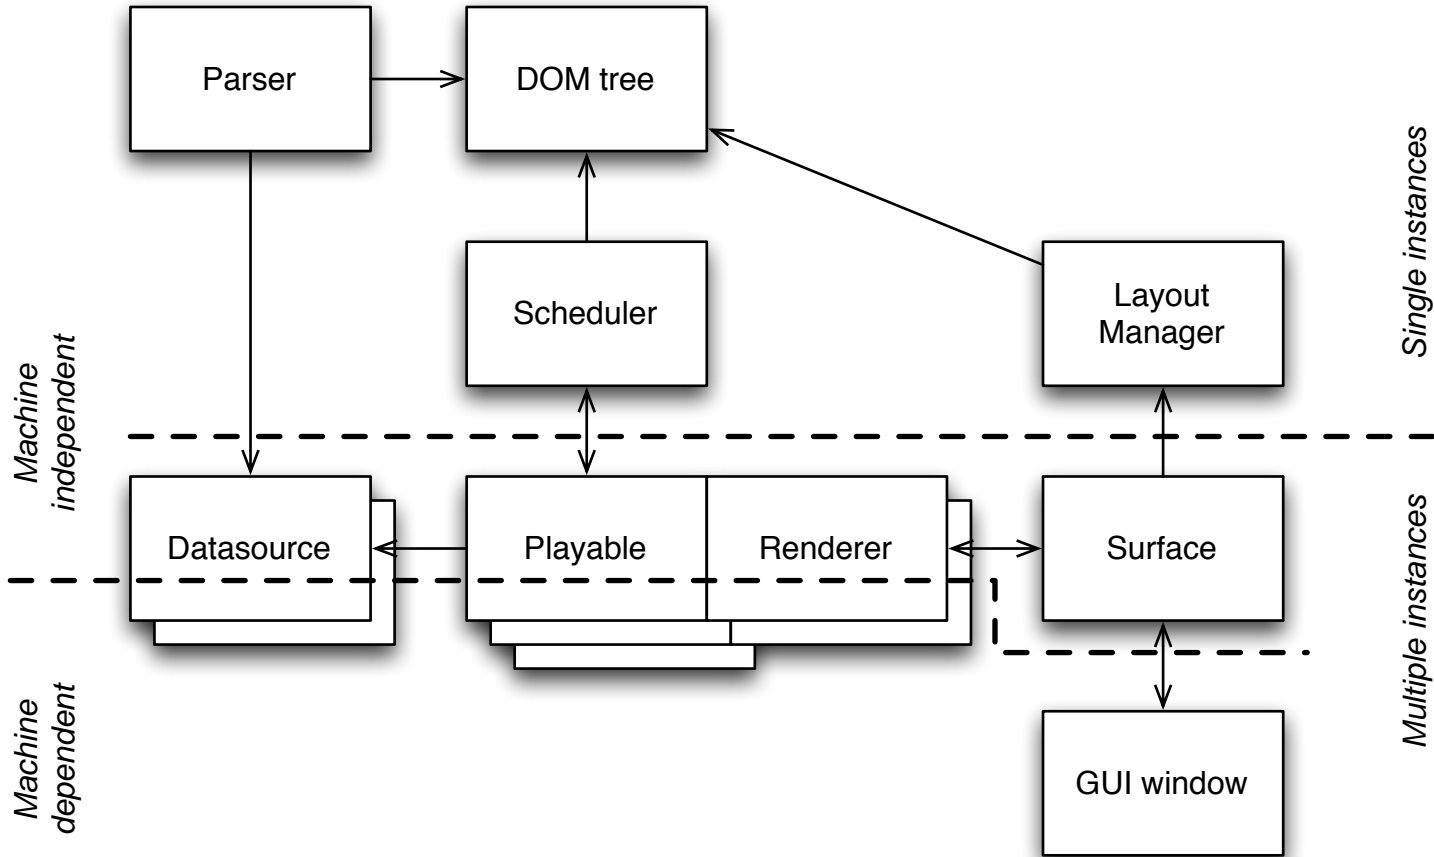 Parser
DOM tree
Scheduler
Layout
Manager
Single instances
Machine
independent
Datasource
Playable
Renderer
Surface
Multiple instances
Machine
dependent
GUI window